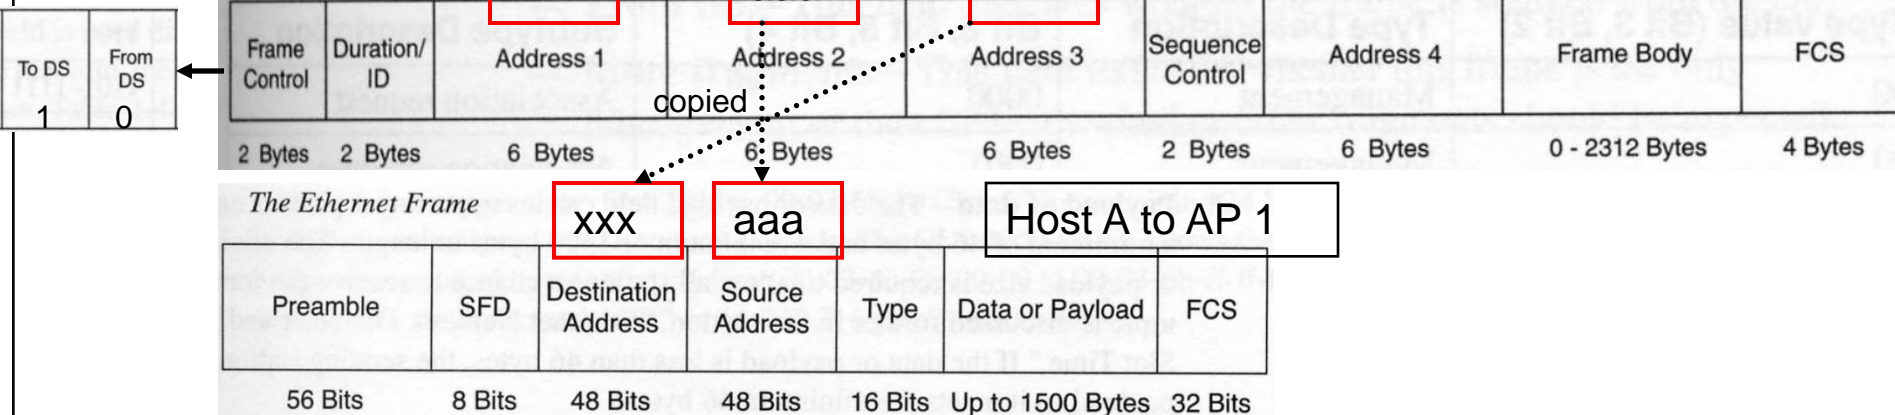 To DS
From DS
1
0
Frame Control
Duration/ ID
Address 1
Address 2
Address 3
Sequence Control
Address 4
Frame Body
FCS
copied
2 Bytes
2 Bytes
6 Bytes
6 Bytes
6 Bytes
2 Bytes
6 Bytes
0 - 2312 Bytes
4 Bytes
The Ethernet Frame
xxx
aaa
Host A to AP 1
Preamble
SFD
Destination Address
Source Address
Type
Data or Payload
FCS
56 Bits
8 Bits
48 Bits
48 Bits
16 Bits
Up to 1500 Bytes
32 Bits